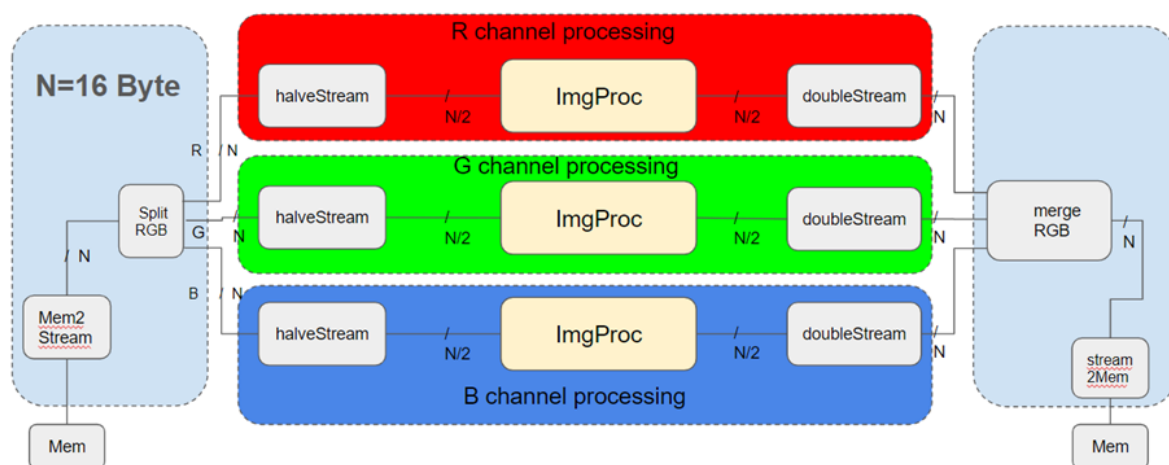 N=16 Byte
Mem
Mem2
Stream
/ N
Split
RGB
R / N
G
/
N
B / N
R channel processing
halveStream
/
N/2
ImgProc
/
N/2
doubleStream
/
N
G channel processing
halveStream
/
N/2
ImgProc
/
N/2
doubleStream
/
N
halveStream
/
N/2
ImgProc
/
N/2
doubleStream
/
N
B channel processing
merge
RGB
/
N
stream
2Mem
Mem